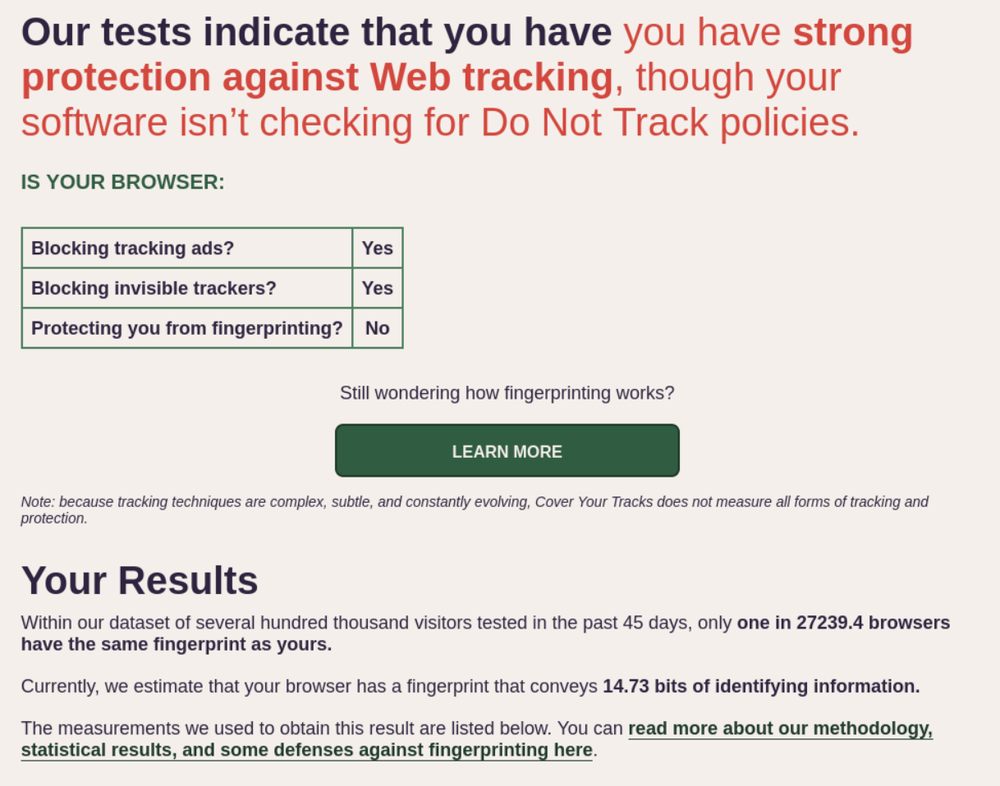 Our tests indicate that you have you have strong
protection against Web tracking, though your
software isn’t checking for Do Not Track policies.
IS YOUR BROWSER:
Blocking tracking ads? Yes
Blocking invisible trackers? Yes
Protecting you from fingerprinting? No
Still wondering how fingerprinting works?
LEARN MORE
Note: because tracking techniques are complex, subtle, and constantly evolving, Cover Your Tracks does not measure all forms of tracking and
protection.
Your Results
Within our dataset of several hundred thousand visitors tested in the past 45 days, only one in 27239.4 browsers
have the same fingerprint as yours.
Currently, we estimate that your browser has a fingerprint that conveys 14.73 bits of identifying information.
The measurements we used to obtain this result are listed below. You can read more about our methodology,
statistical results, and some defenses against fingerprinting here.